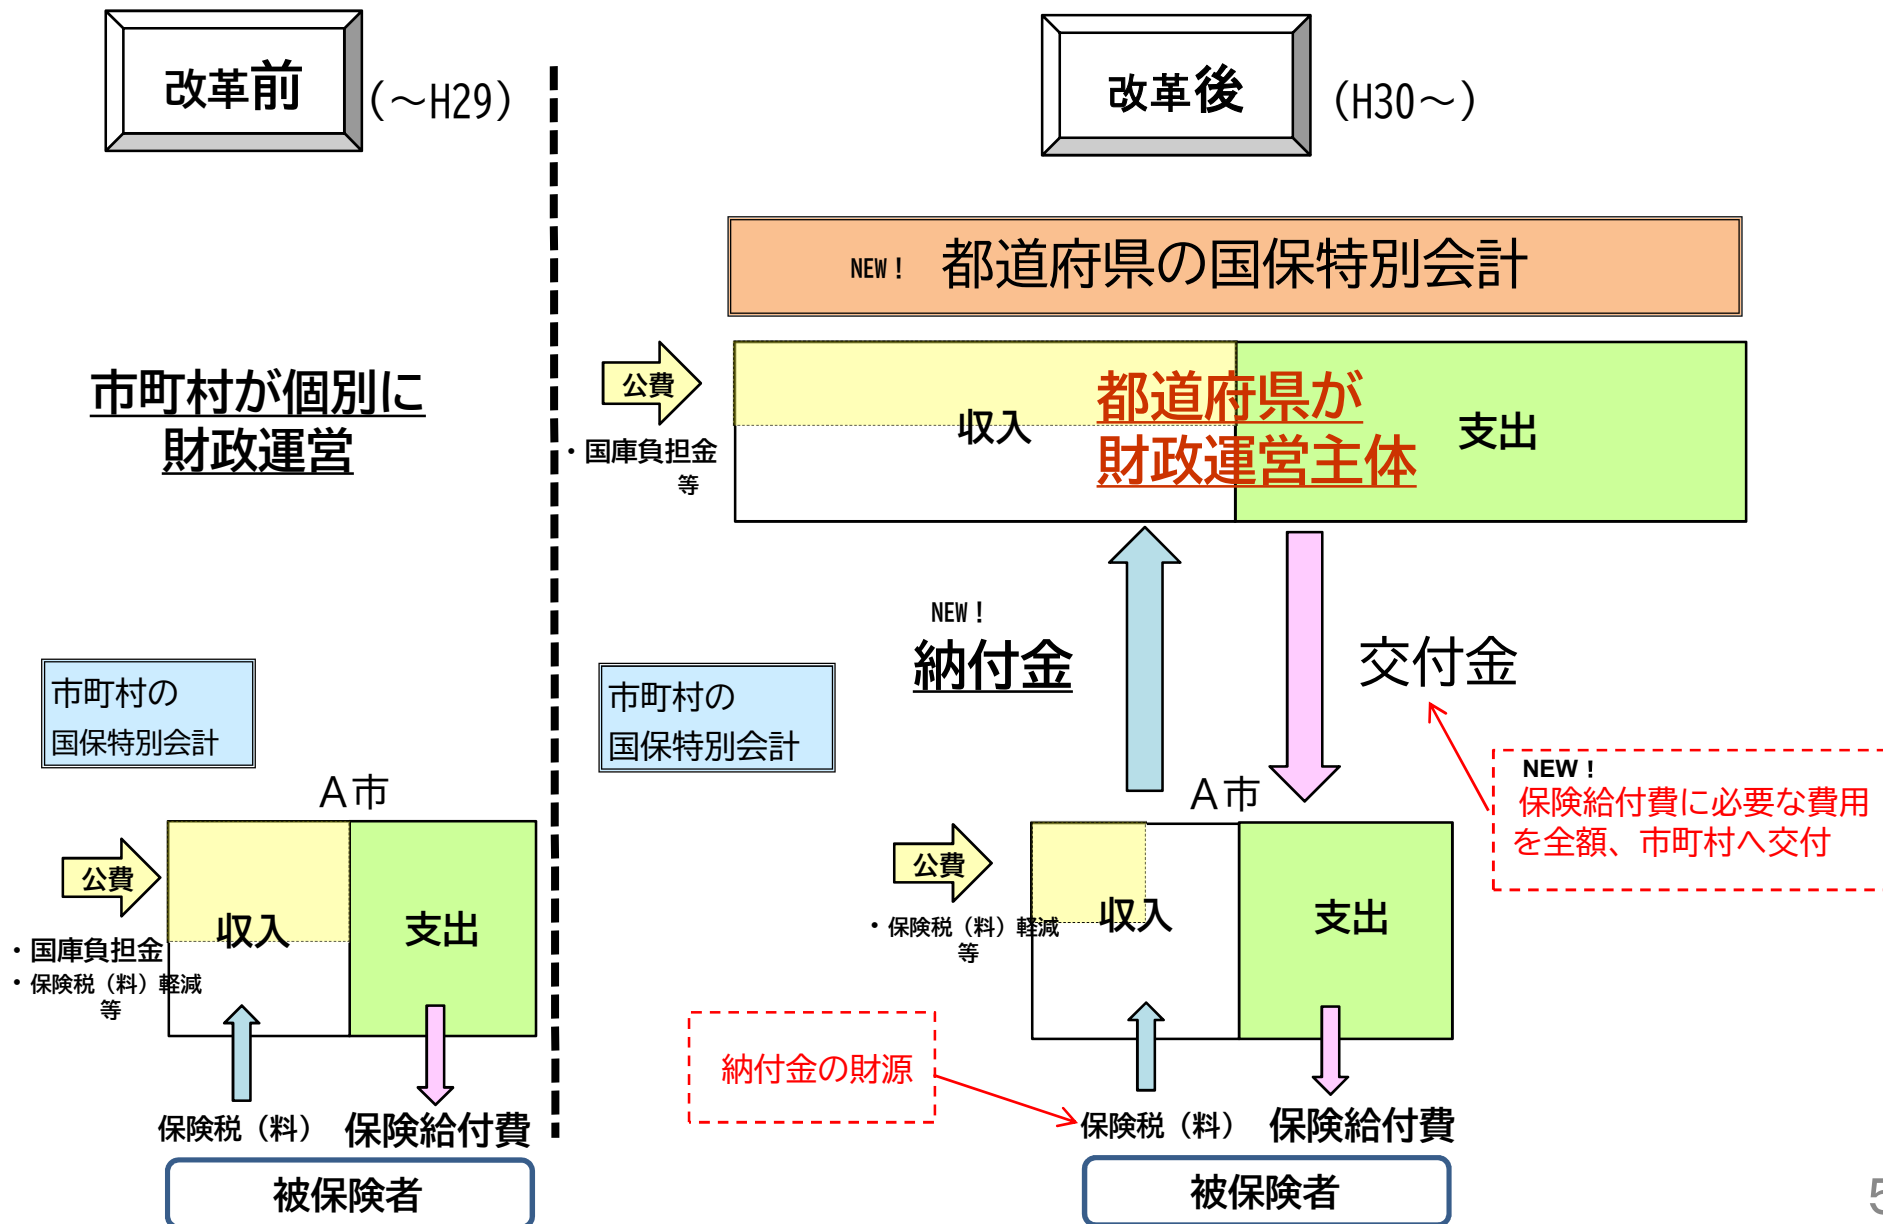 改革前
(～H29)
市町村が個別に
財政運営
市町村の
国保特別会計
A市
公費
・国庫負担金
・保険税（料）軽減
等
収入
支出
保険税（料）
保険給付費
被保険者
改革後
(H30～)
NEW！ 都道府県の国保特別会計
公費
・国庫負担金
等
収入
都道府県が
財政運営主体
支出
NEW！
納付金
交付金
NEW！
保険給付費に必要な費用
を全額、市町村へ交付
市町村の
国保特別会計
A市
公費
・保険税（料）軽減
等
収入
支出
納付金の財源
保険税（料）
保険給付費
被保険者
5